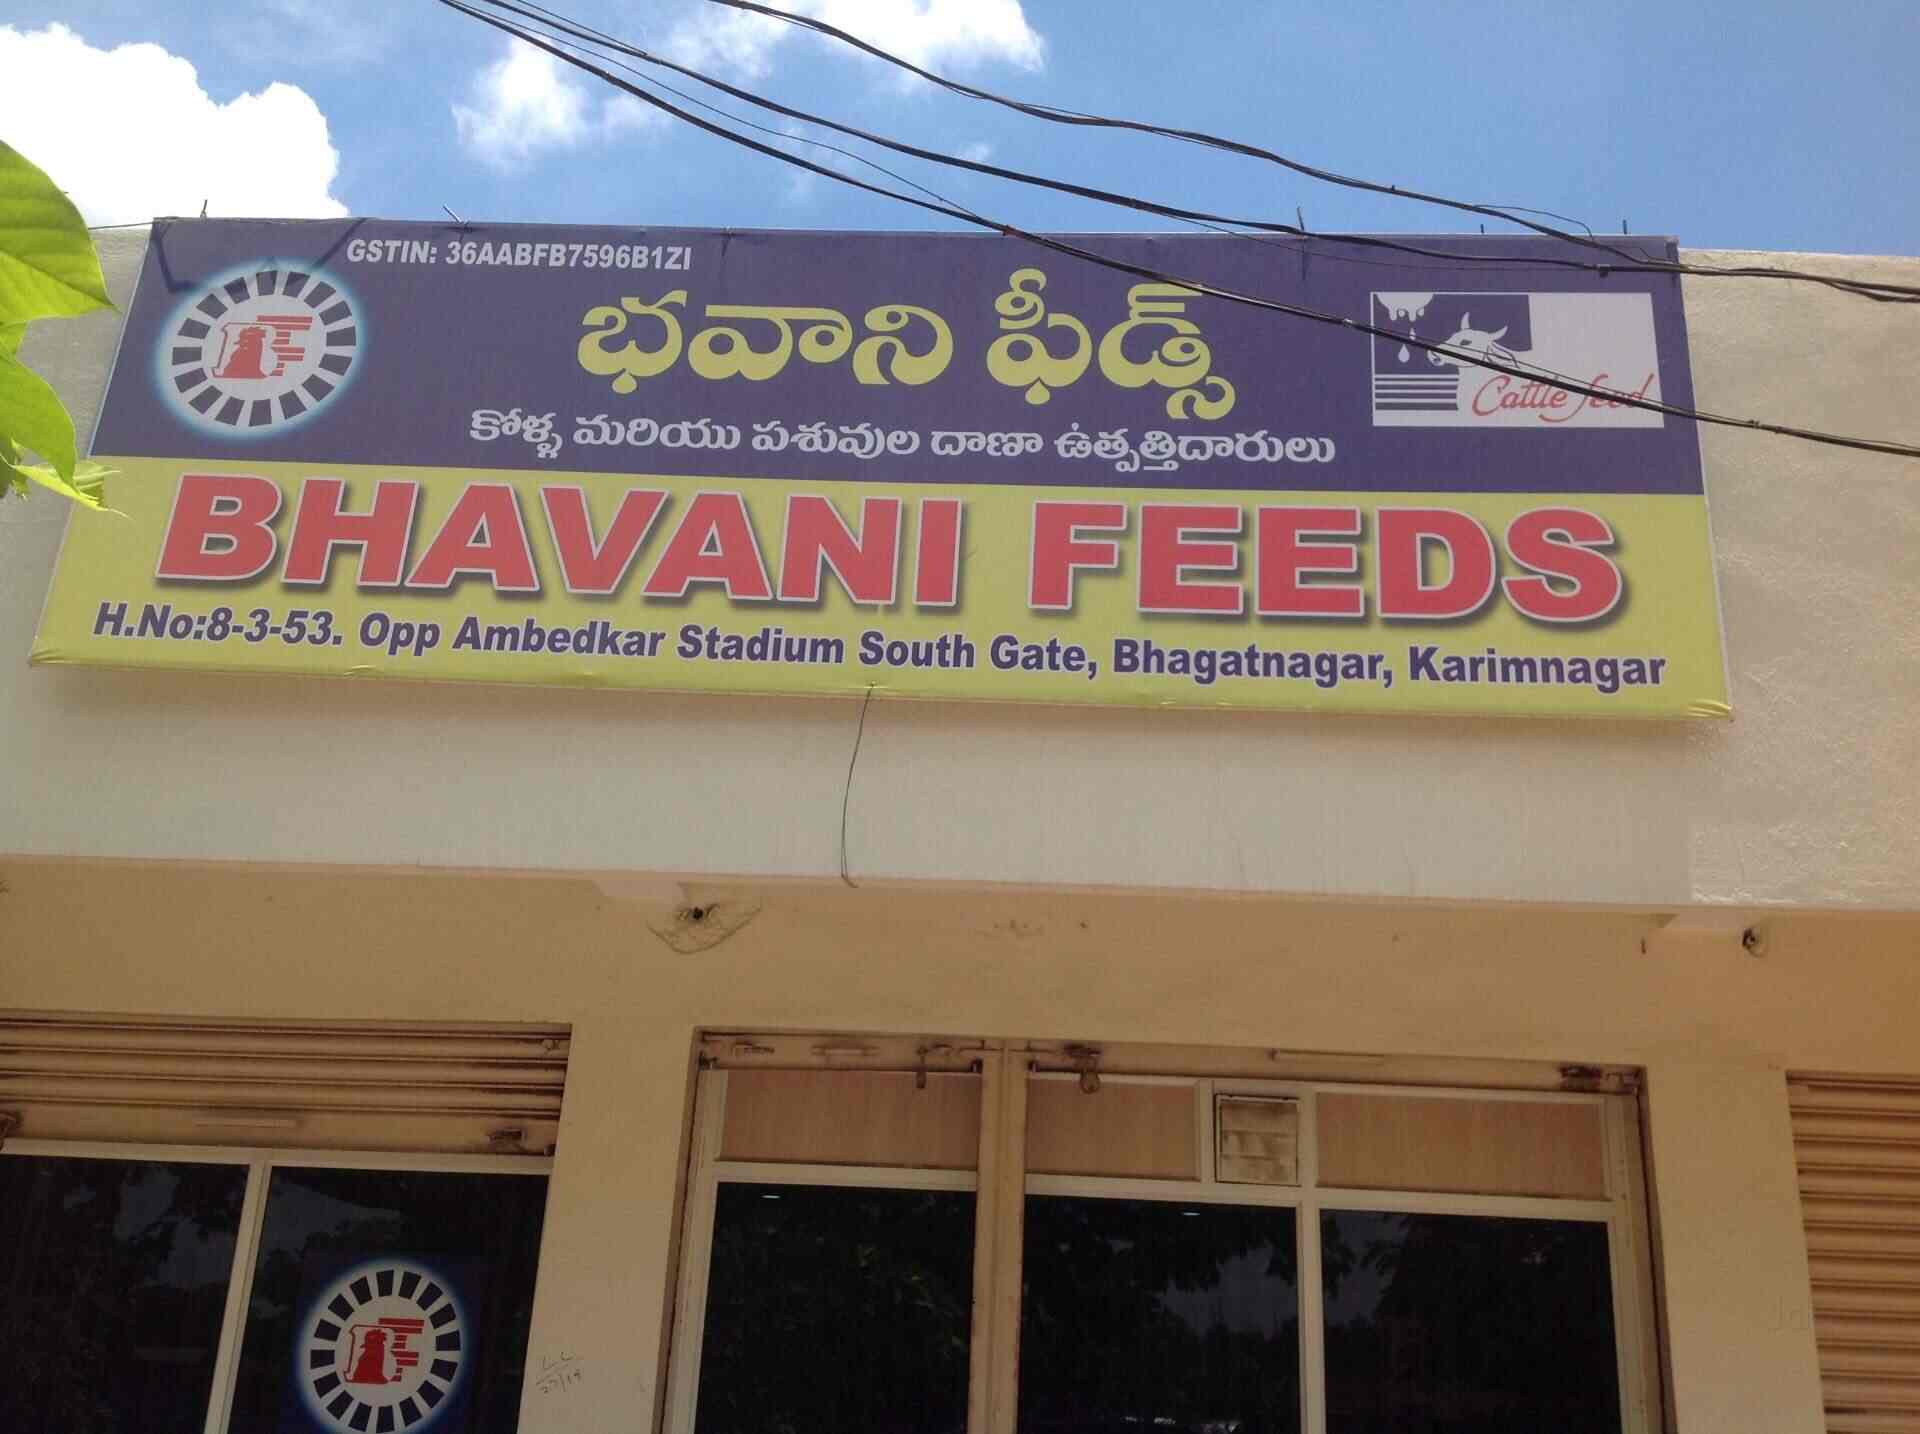 GSTIN: 36AABFB7596B1ZI
భవాని ఫీడ్స్
కోళ్ళ మరియు పశువుల దాణా ఉత్పత్తిదారులు
Cattle feed
BHAVANI FEEDS
H.No:8-3-53. Opp Ambedkar Stadium South Gate, Bhagatnagar, Karimnagar